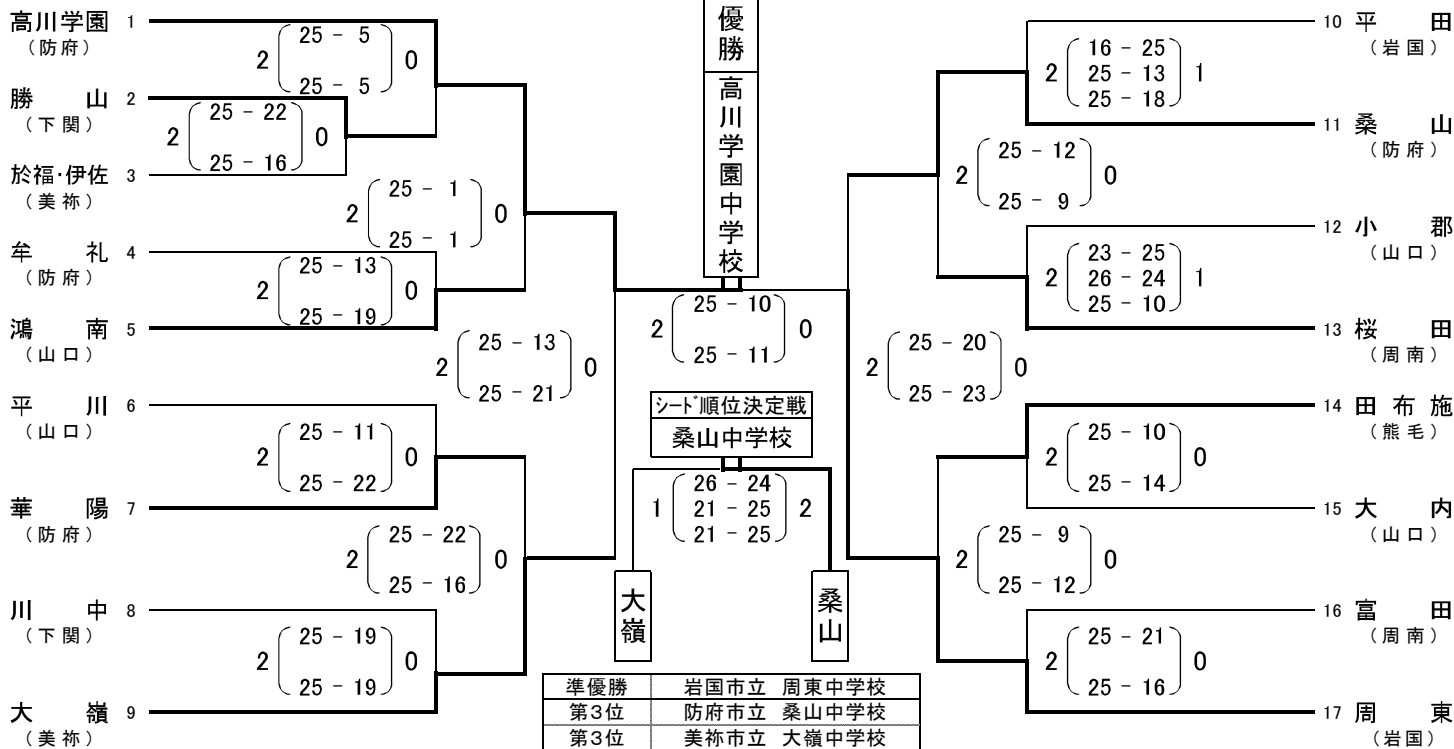 高川学園 1
（防府）
2 25 - 5 0
25 - 5
勝山 2
（下関）
2 25 - 22 0
25 - 16
於福･伊佐 3
（美祢）
2 25 - 1 0
25 - 1
牟礼 4
（防府）
2 25 - 13 0
25 - 19
鴻南 5
（山口）
2 25 - 13 0
25 - 21
平川 6
（山口）
2 25 - 11 0
25 - 22
華陽 7
（防府）
2 25 - 22 0
25 - 16
川中 8
（下関）
2 25 - 19 0
25 - 19
大嶺 9
（美祢）
優勝
高川学園中学校
2 25 - 10 0
25 - 11
ｼｰﾄﾞ順位決定戦
桑山中学校
26 - 24
1 21 - 25 2
21 - 25
大嶺
桑山
準優勝 岩国市立 周東中学校
第3位 防府市立 桑山中学校
第3位 美祢市立 大嶺中学校
10 平田
（岩国）
16 - 25
2 25 - 13 1
25 - 18
11 桑山
（防府）
2 25 - 12 0
25 - 9
12 小郡
（山口）
23 - 25
2 26 - 24 1
25 - 10
13 桜田
（周南）
2 25 - 20 0
25 - 23
14 田布施
（熊毛）
2 25 - 10 0
25 - 14
15 大内
（山口）
2 25 - 9 0
25 - 12
16 富田
（周南）
2 25 - 21 0
25 - 16
17 周東
（岩国）